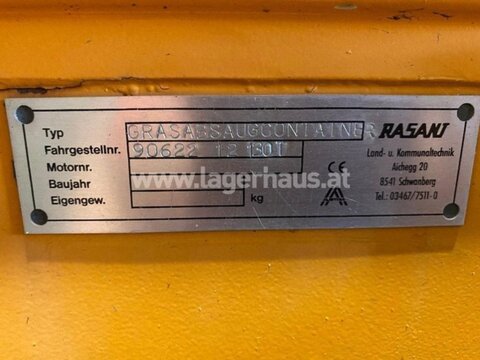 Typ GRASABSAUGCONTAINER
Fahrgestellnr. 90622 12
Motornr.
Baujahr
Eigengew. kg
CE
RASANT
Land- u. Kommunaltechnik
Aichegg 20
8541 Schwanberg
Tel.: 03467/7511-0
www.lagerhaus.at